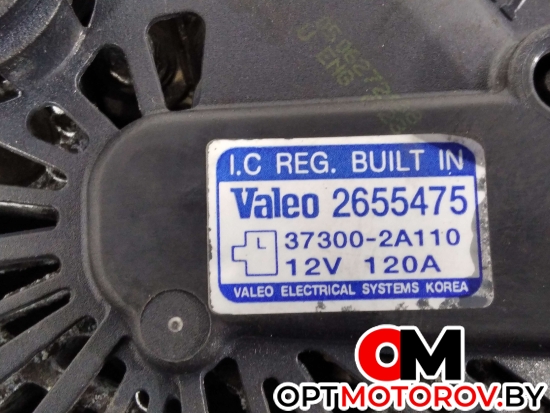 I.C REG. BUILT IN
Valeo 2655475
L
37300-2A110
12V 120A
VALEO ELECTRICAL SYSTEMS KOREA
OM
OPTMOTOROV.BY